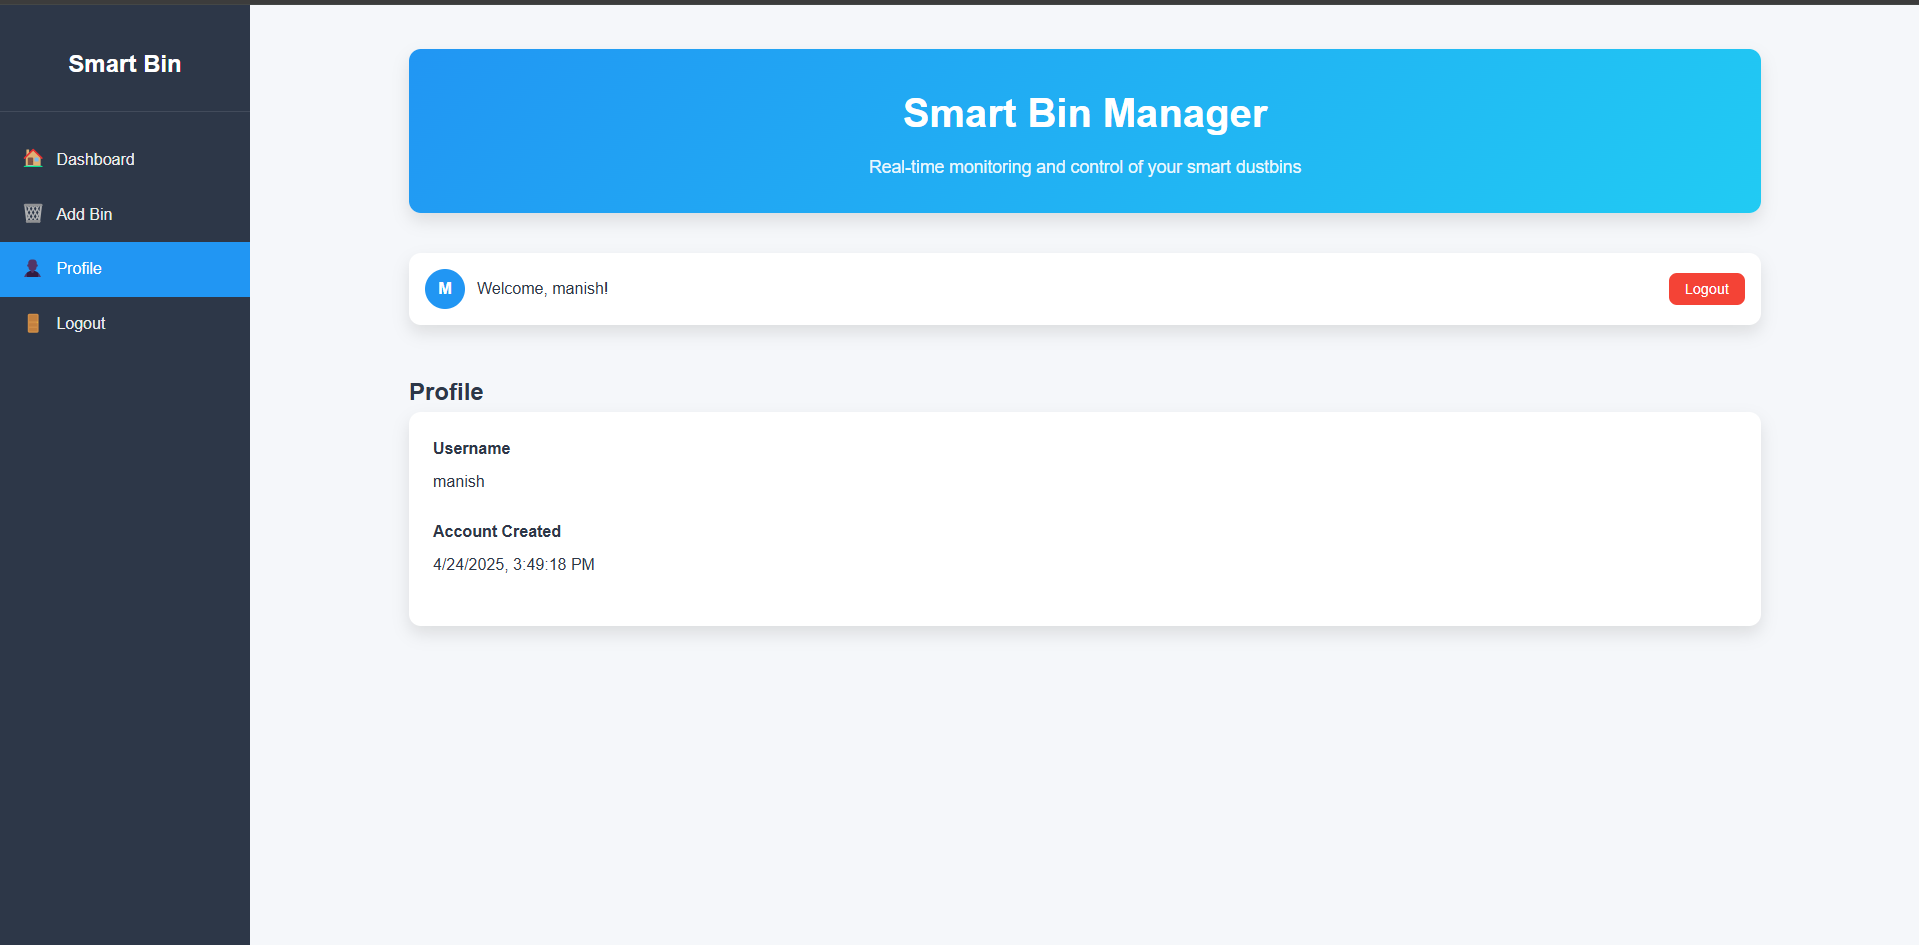 Smart Bin
Dashboard
Add Bin
Profile
Logout
Smart Bin Manager
Real-time monitoring and control of your smart dustbins
M
Welcome, manish!
Logout
Profile
Username
manish
Account Created
4/24/2025, 3:49:18 PM